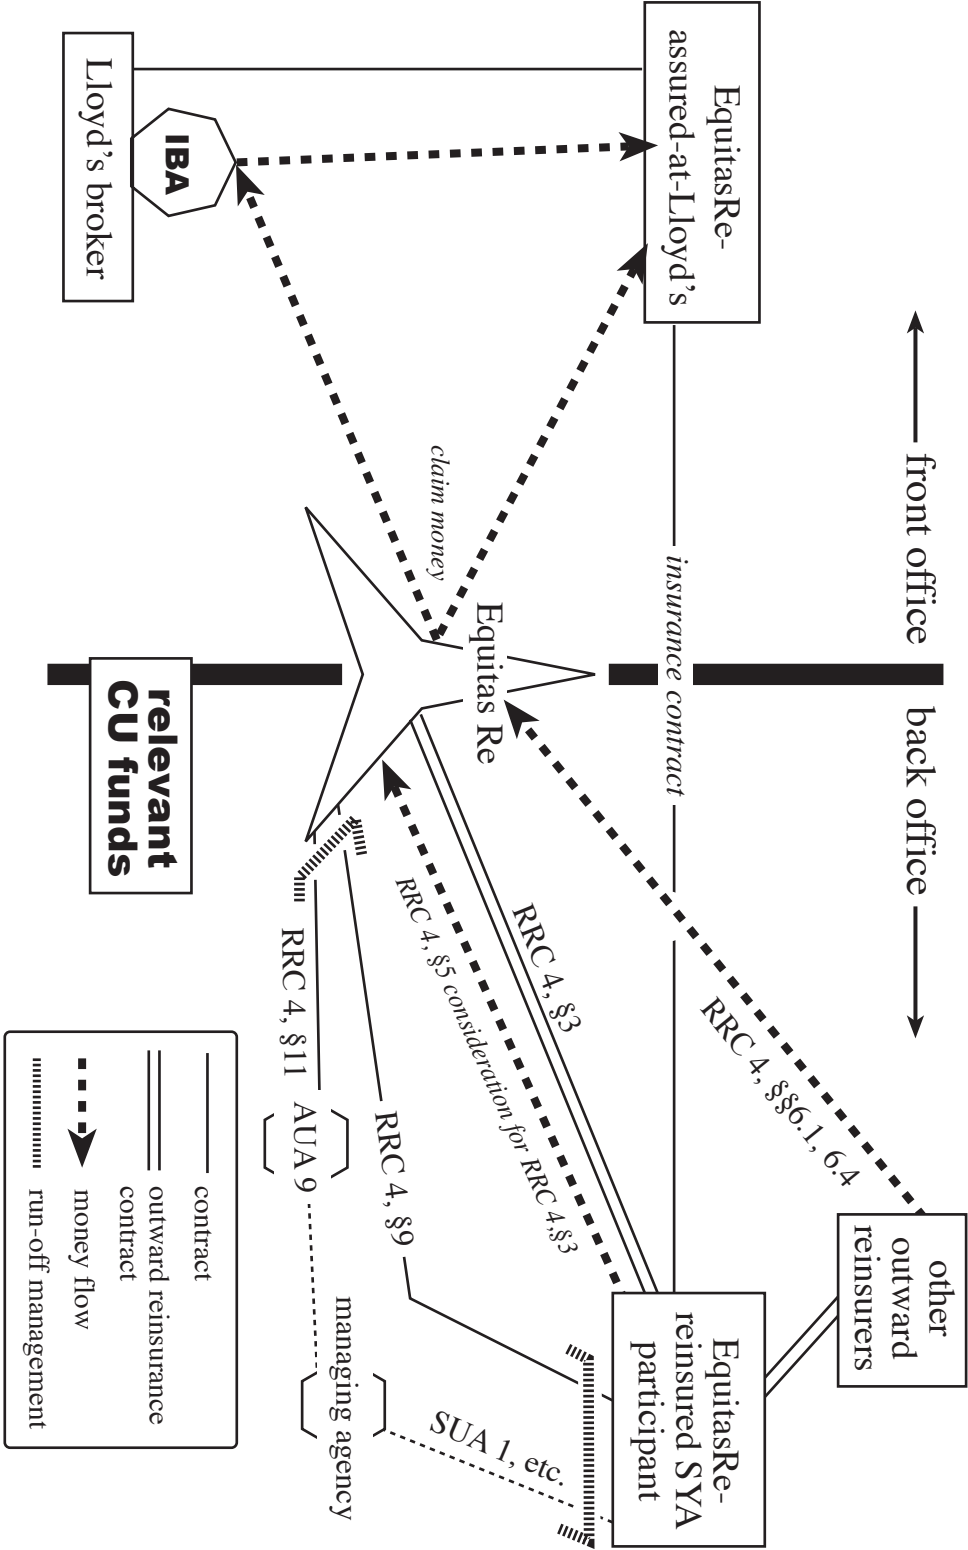 front office
back office
EquitasRe-
assured-at-Lloyd's
insurance contract
other
outward
reinsurers
RRC 4, §§6.1, 6.4
EquitasRe-
reinsured SYA
participant
Equitas Re
claim money
RRC 4, §3
RRC 4, §5 consideration for RRC 4,§3
SUA 1, etc.
RRC 4, §9
managing agency
RRC 4, §11
AUA 9
IBA
Lloyd's broker
relevant
CU funds
contract
outward reinsurance
contract
money flow
run-off management